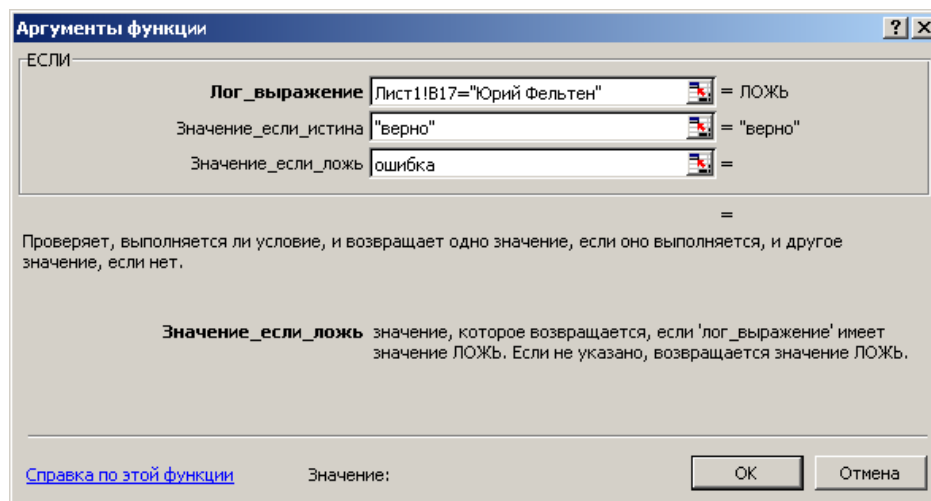 Аргументы функции
ЕСЛИ
Лог_выражение Лист1!B17="Юрий Фельтен" = ЛОЖЬ
Значение_если_истина "верно" = "верно"
Значение_если_ложь ошибка =
=
Проверяет, выполняется ли условие, и возвращает одно значение, если оно выполняется, и другое
значение, если нет.
Значение_если_ложь значение, которое возвращается, если 'лог_выражение' имеет
значение ЛОЖЬ. Если не указано, возвращается значение ЛОЖЬ.
Справка по этой функции Значение: OK Отмена